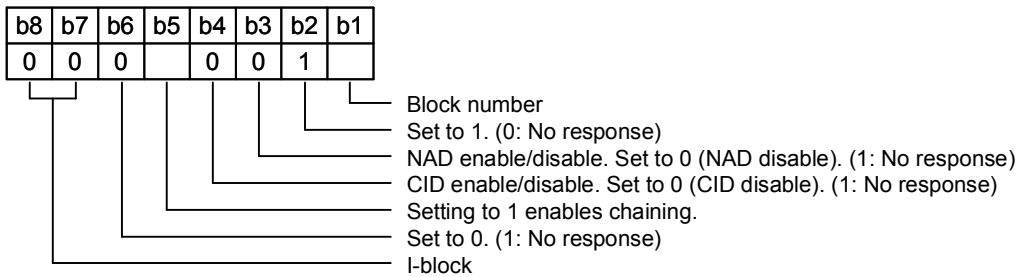 b8 b7 b6 b5 b4 b3 b2 b1
0 0 0 0 0 1
Block number
Set to 1. (0: No response)
NAD enable/disable. Set to 0 (NAD disable). (1: No response)
CID enable/disable. Set to 0 (CID disable). (1: No response)
Setting to 1 enables chaining.
Set to 0. (1: No response)
I-block